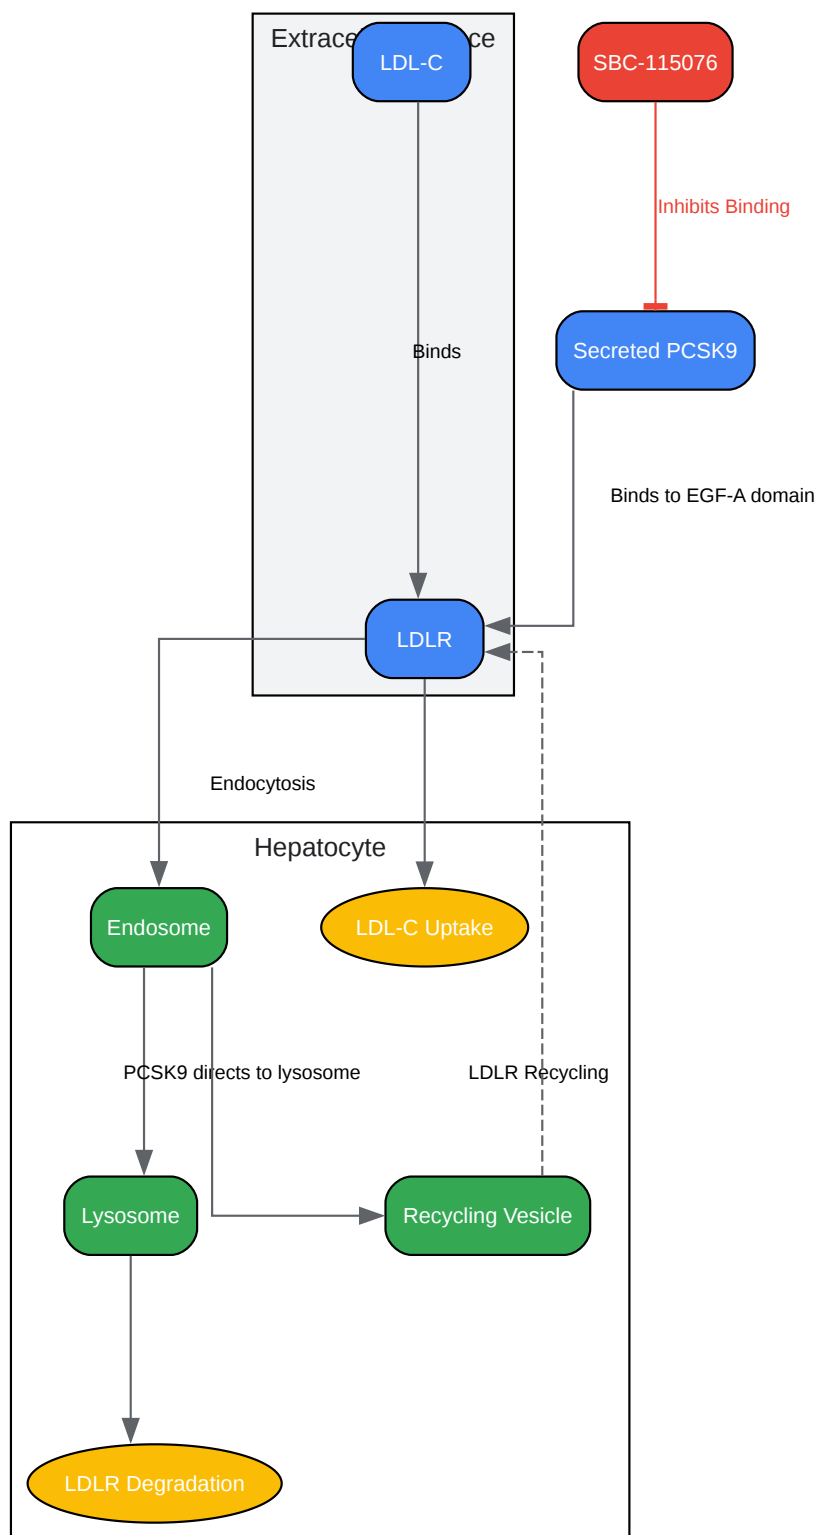 LDL-C
SBC-115076
Inhibits Binding
Binds
Secreted PCSK9
Binds to EGF-A domain
LDLR
Endocytosis
Hepatocyte
Endosome
LDL-C Uptake
PCSK9 directs to lysosome
LDLR Recycling
Lysosome
Recycling Vesicle
LDLR Degradation